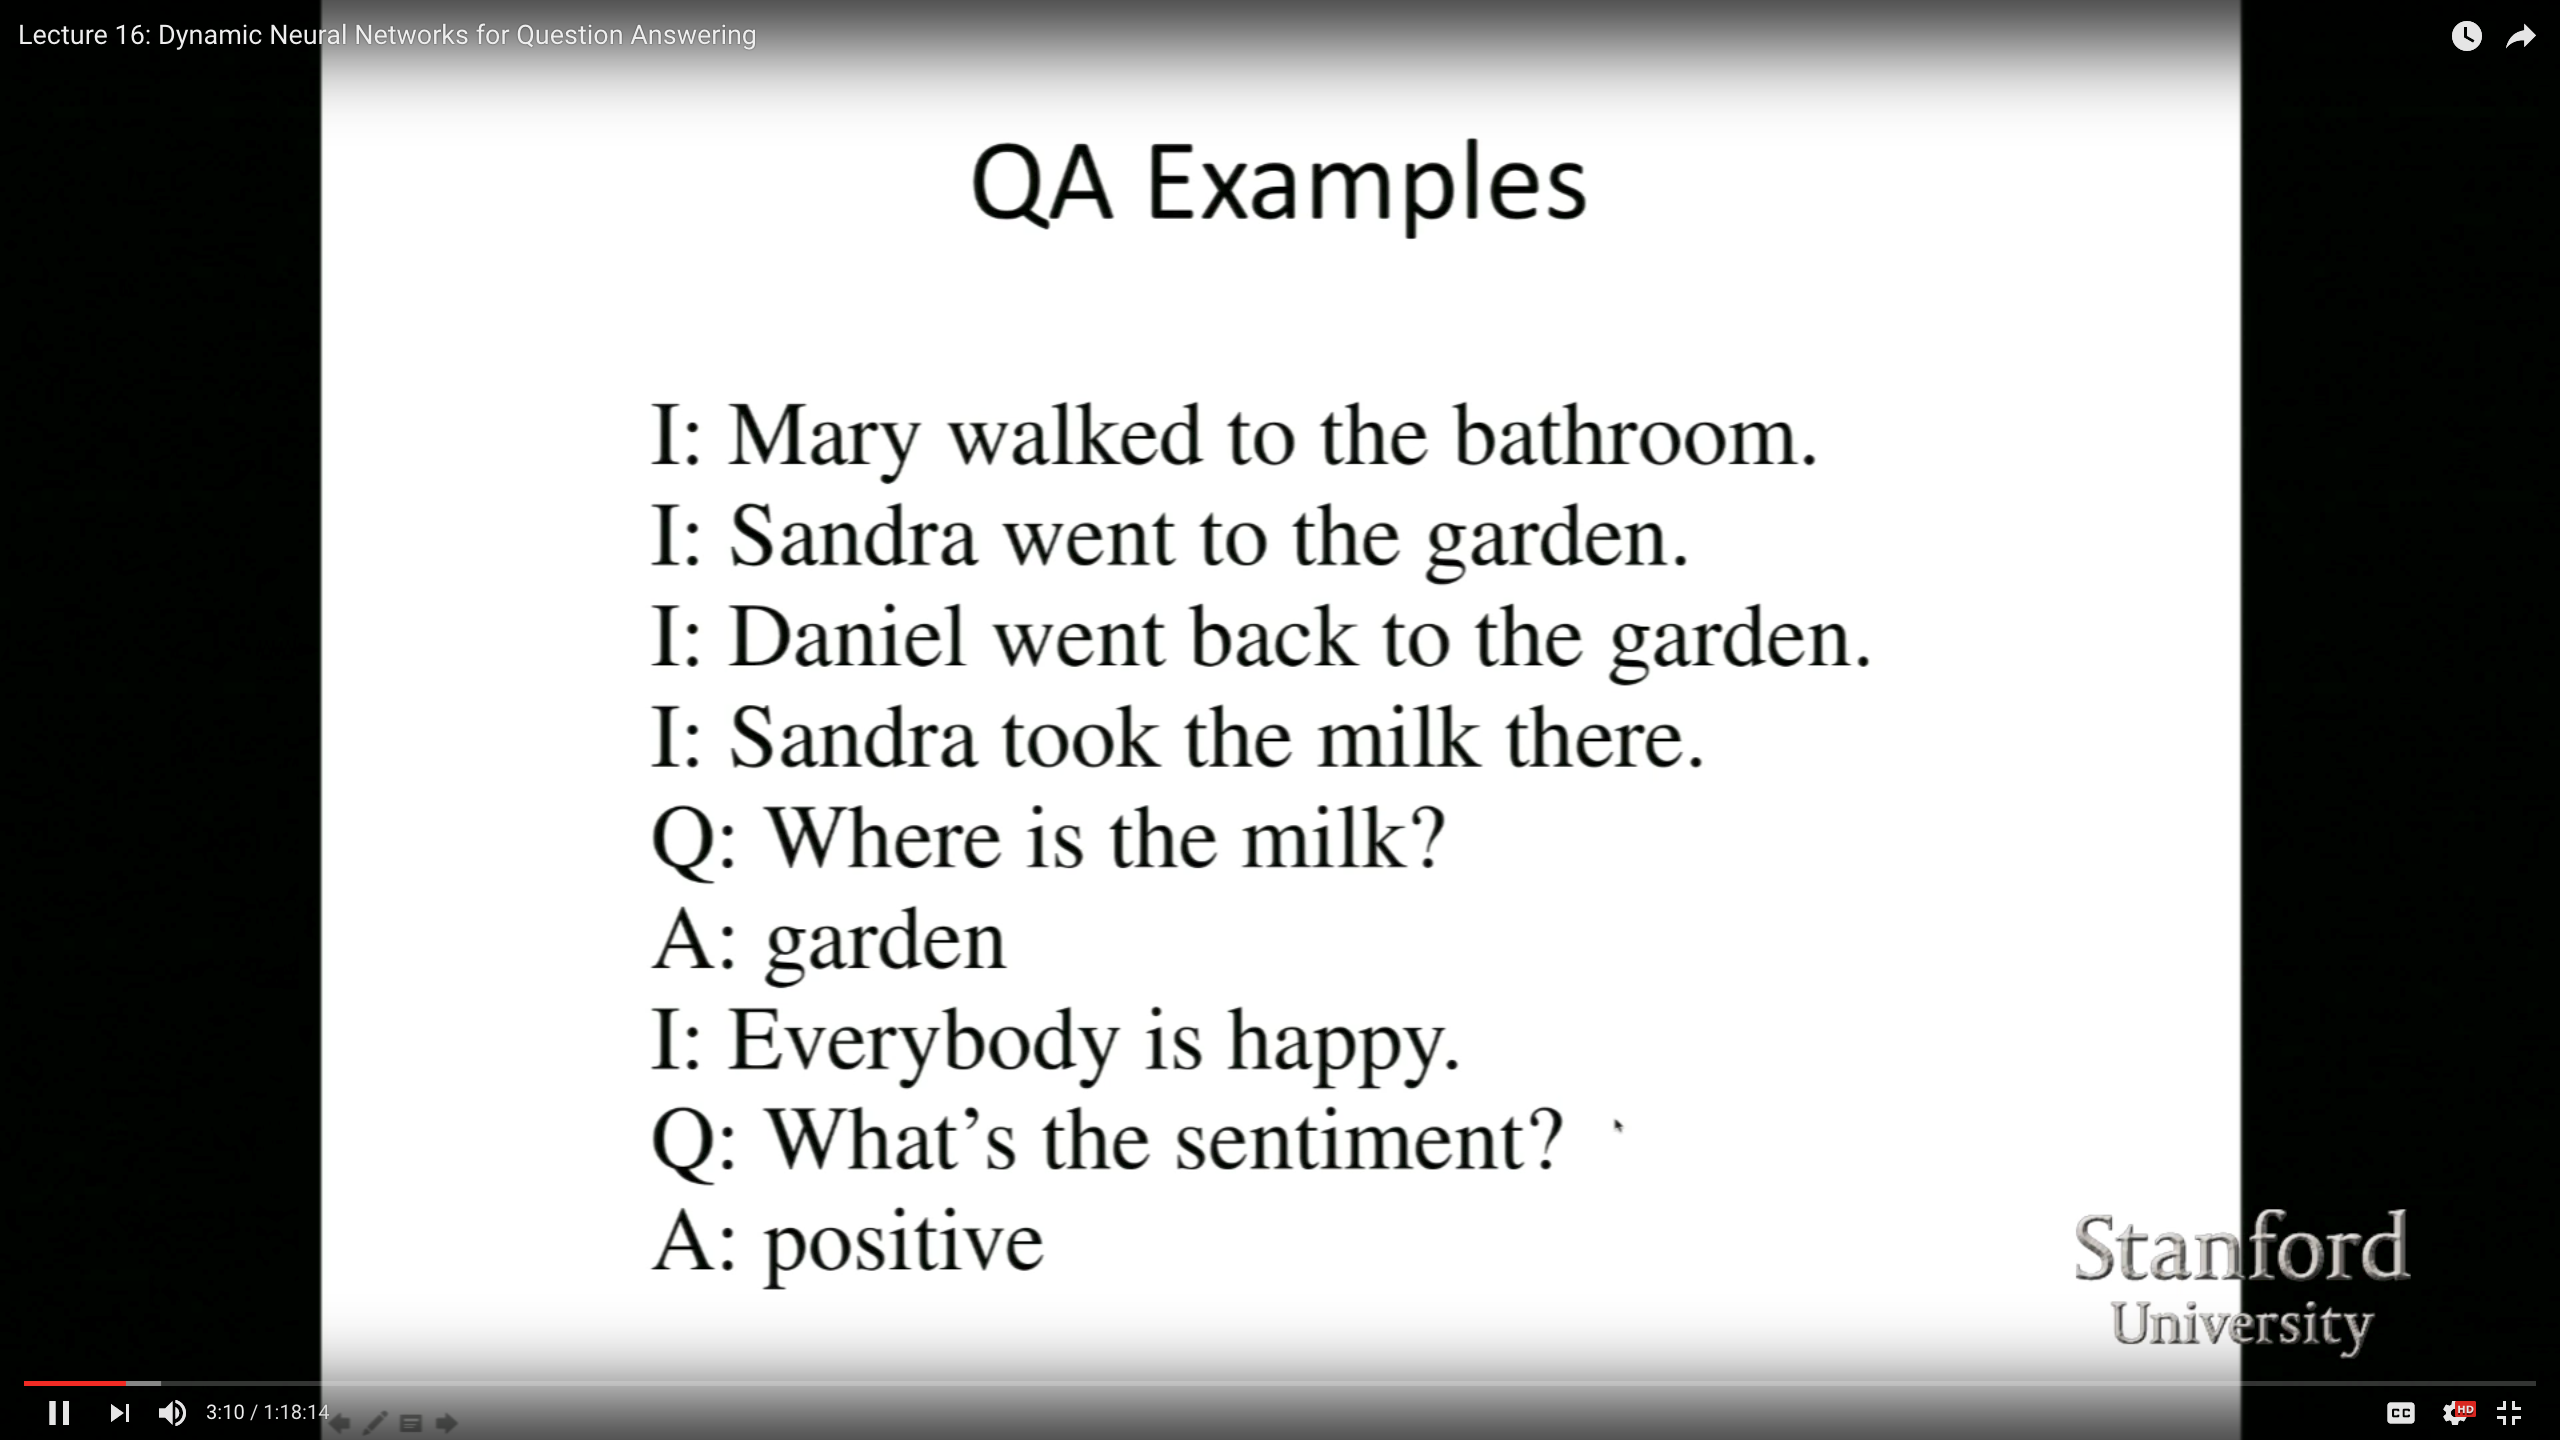 Lecture 16: Dynamic Neural Networks for Question Answering
QA Examples
I: Mary walked to the bathroom.
I: Sandra went to the garden.
I: Daniel went back to the garden.
I: Sandra took the milk there.
Q: Where is the milk?
A: garden
I: Everybody is happy.
Q: What’s the sentiment?
A: positive
Stanford
University
3:10 / 1:18:14
CC
HD